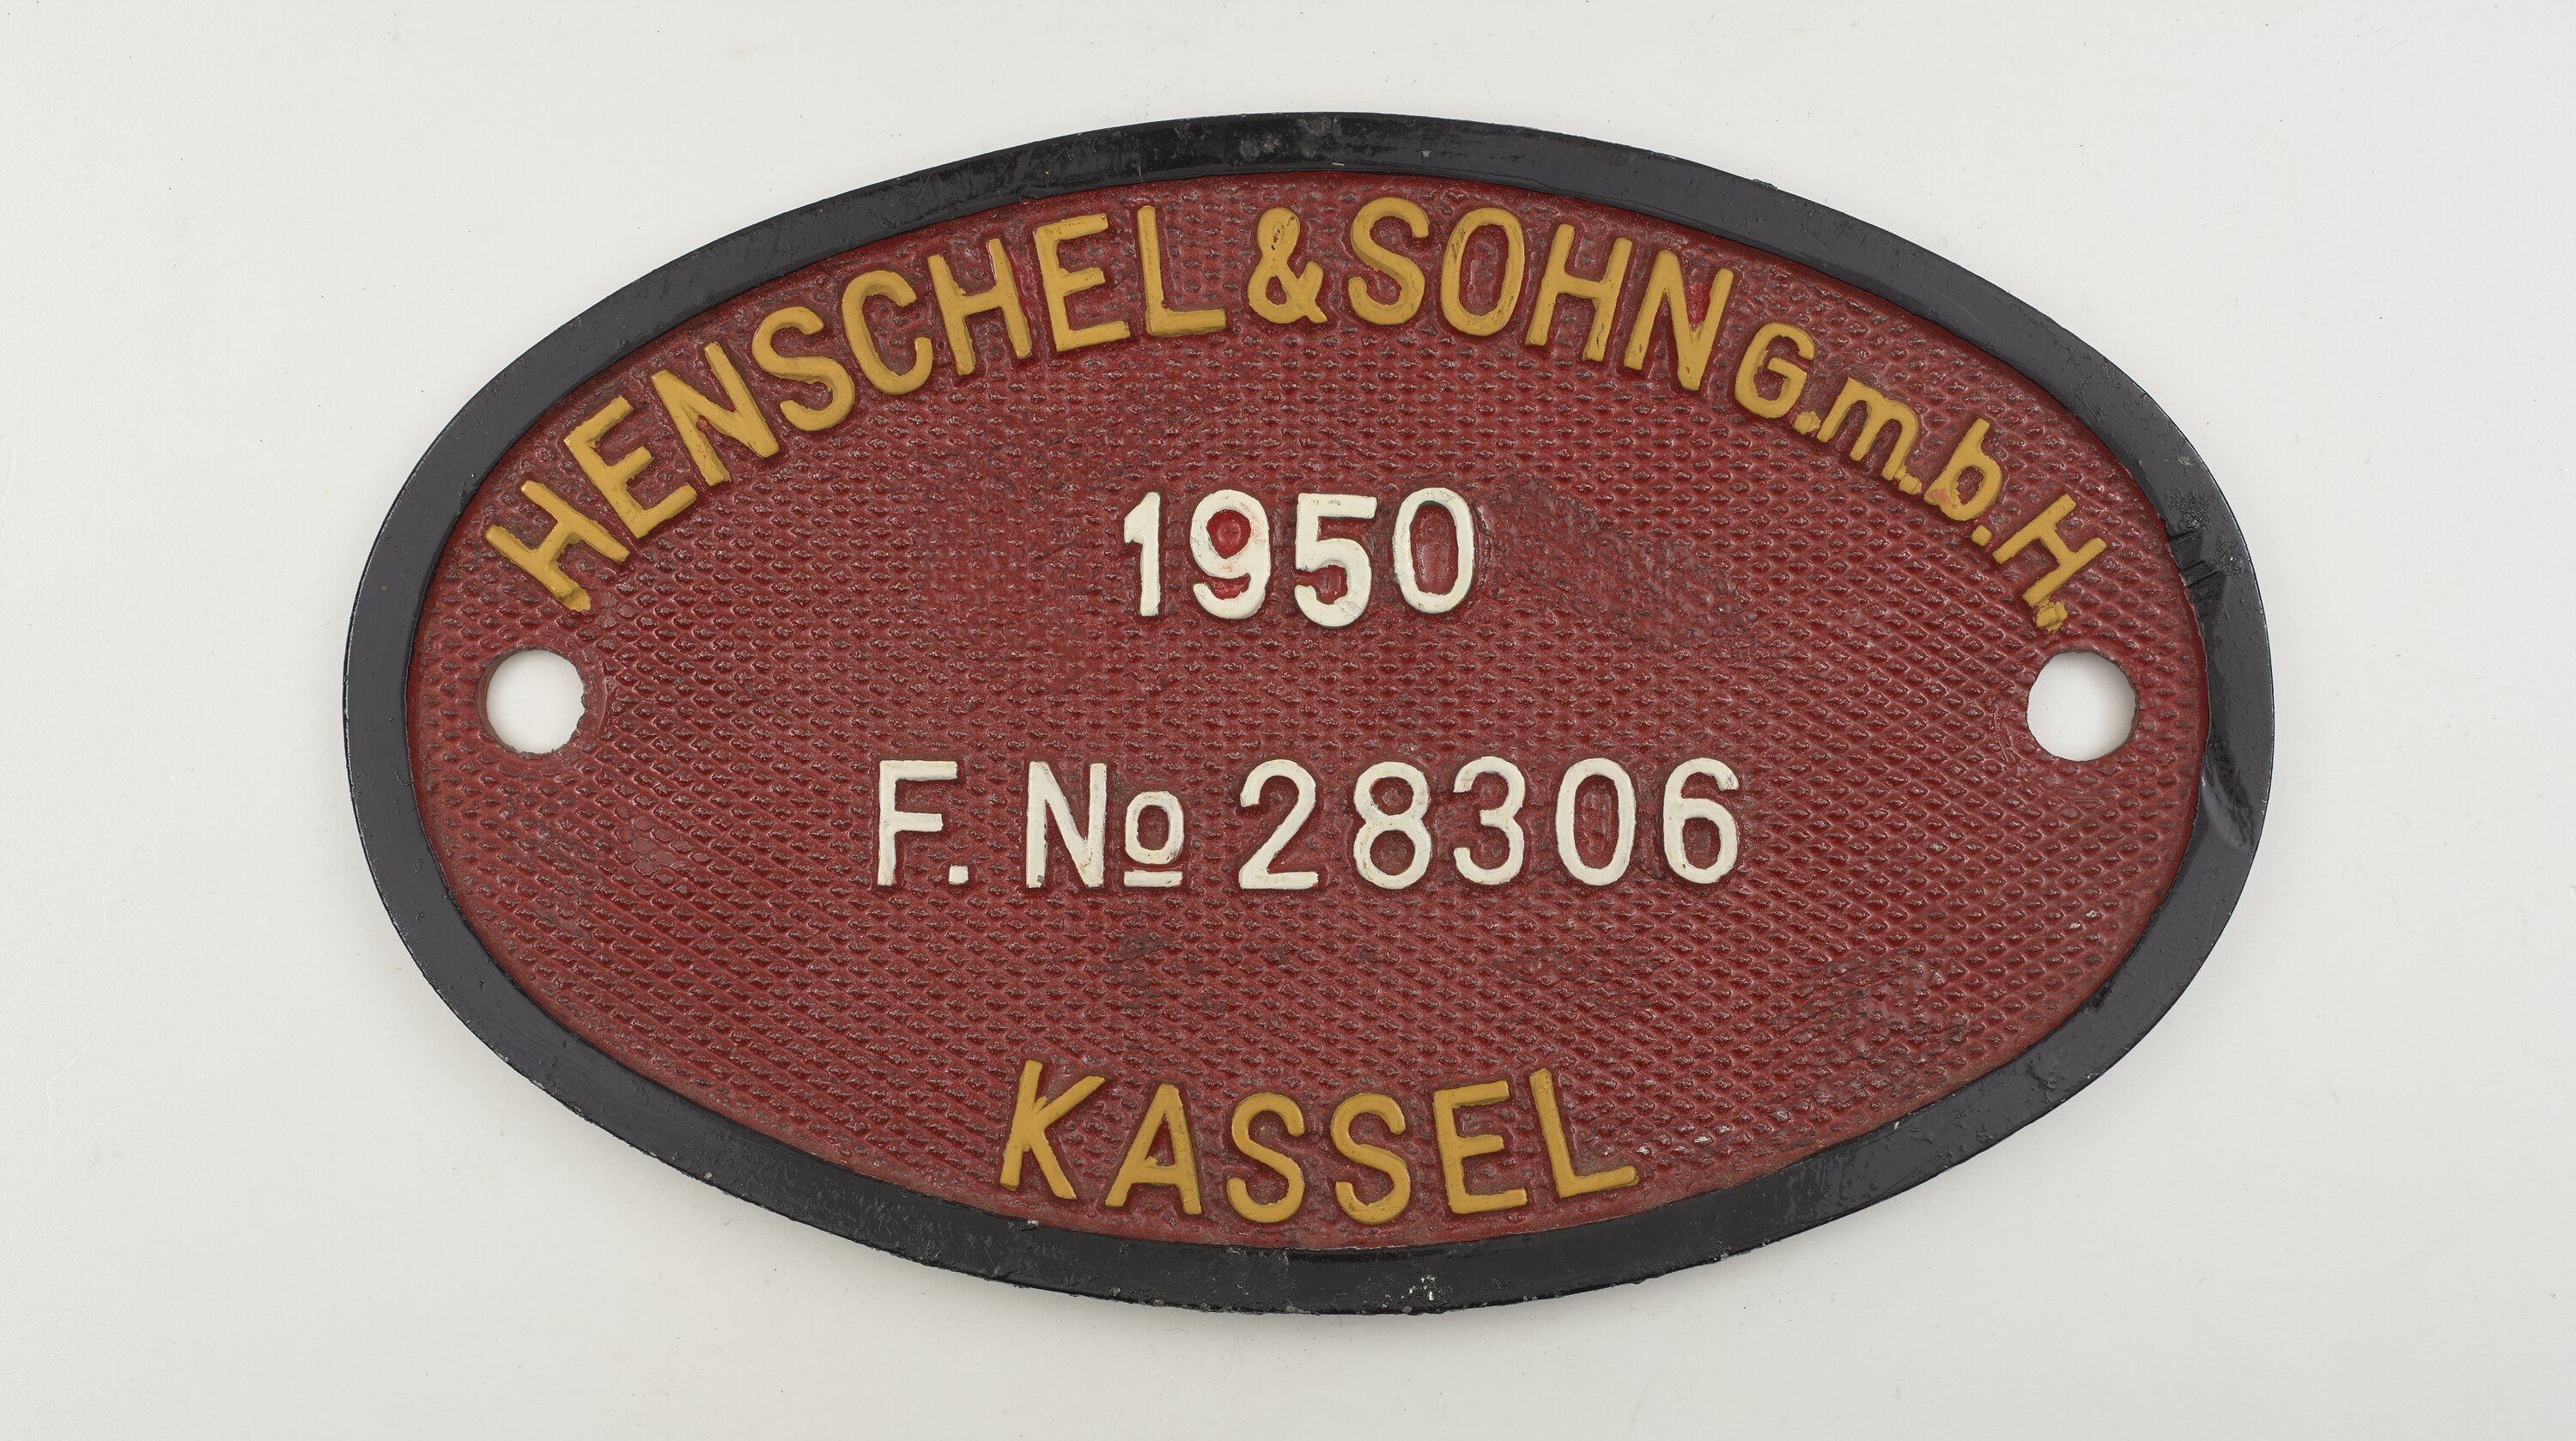 HENSCHEL & SOHN G.m.b.H.
1950
F. No 28306
KASSEL